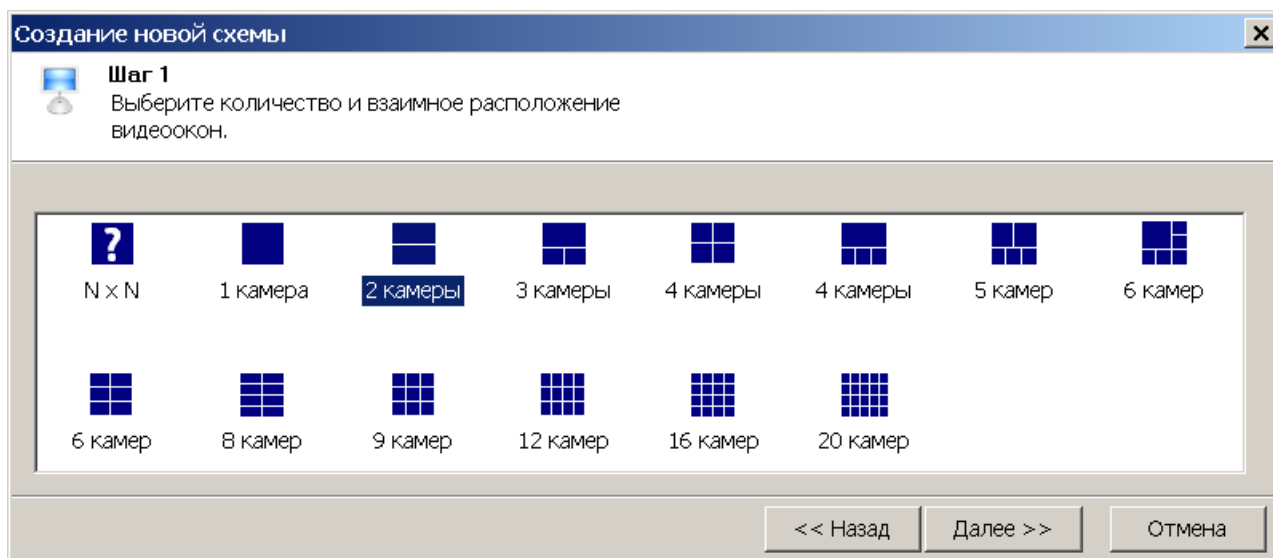 Создание новой схемы
Шаг 1
Выберите количество и взаимное расположение
видеоокон.
?
N x N
1 камера
2 камеры
3 камеры
4 камеры
4 камеры
5 камер
6 камер
6 камер
8 камер
9 камер
12 камер
16 камер
20 камер
<< Назад
Далее >>
Отмена